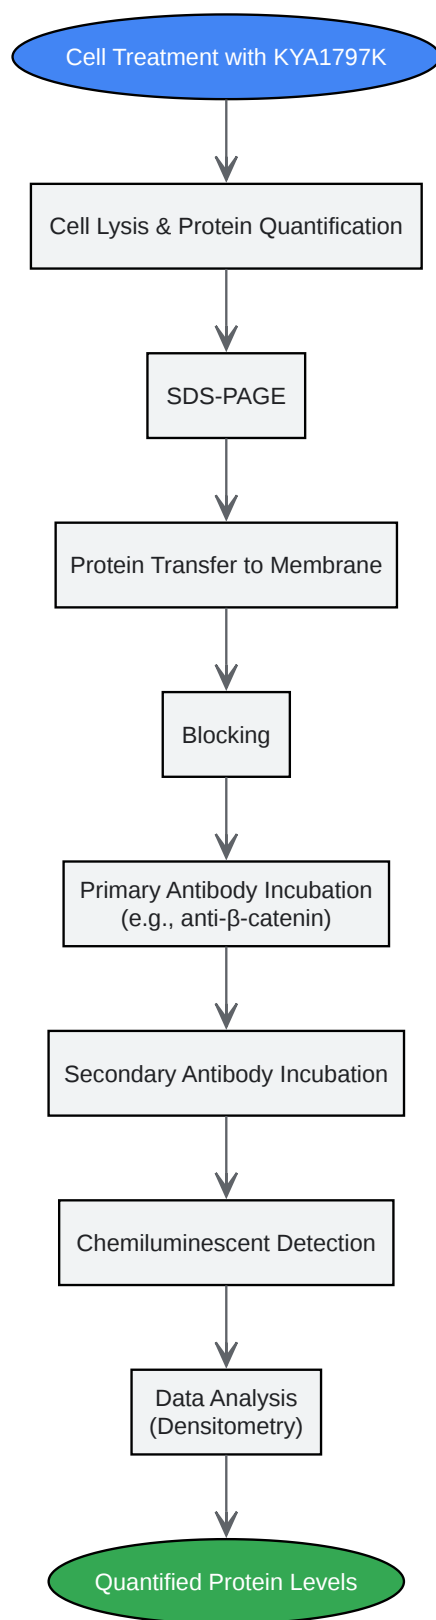 Cell Treatment with KYA1797K
Cell Lysis & Protein Quantification
SDS-PAGE
Protein Transfer to Membrane
Blocking
Primary Antibody Incubation
(e.g., anti-β-catenin)
Secondary Antibody Incubation
Chemiluminescent Detection
Data Analysis
(Densitometry)
Quantified Protein Levels